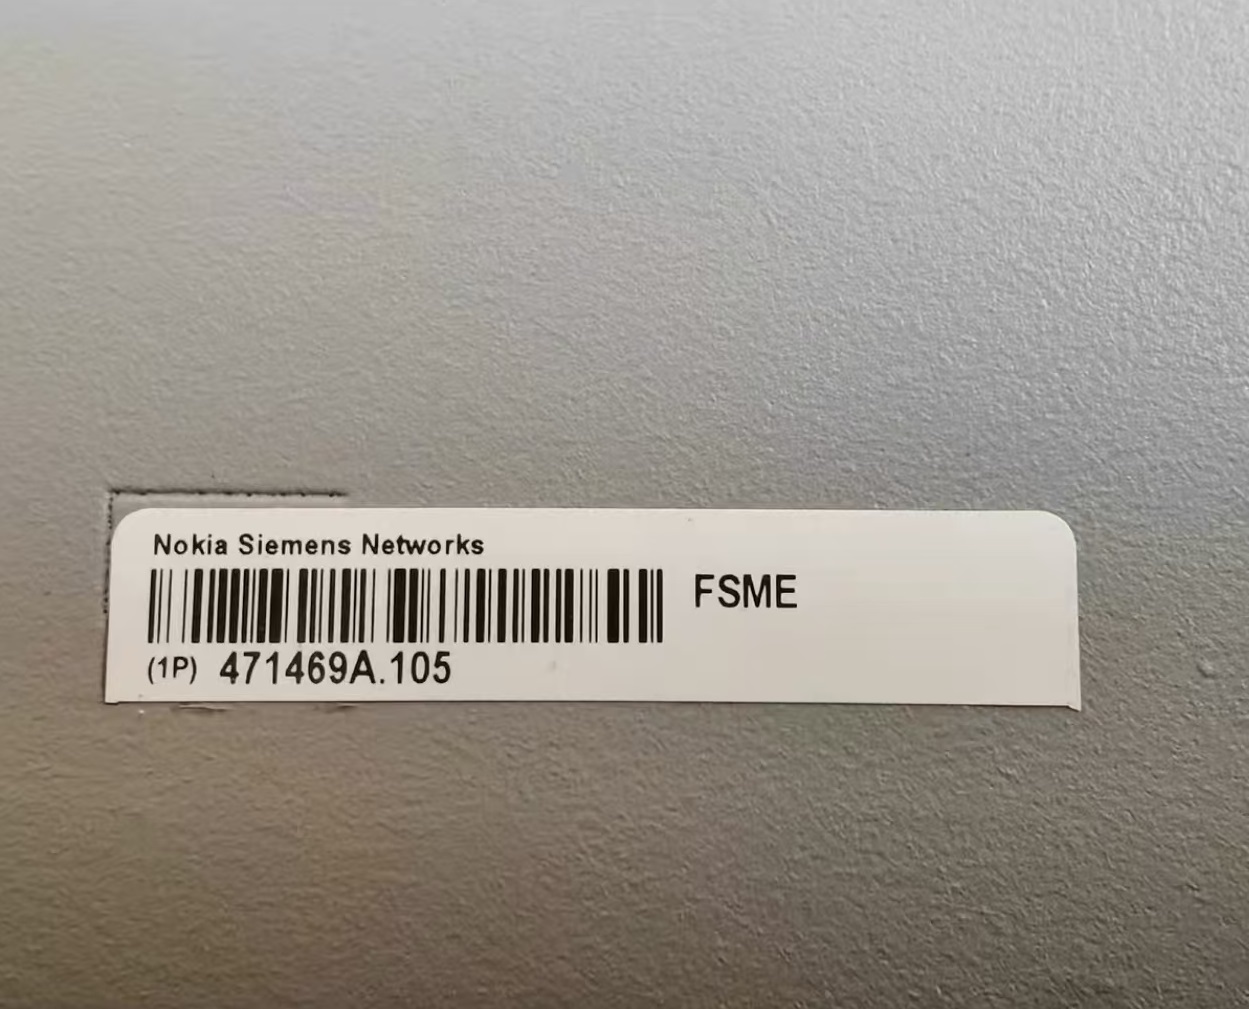 Nokia Siemens Networks
FSME
(1P) 471469A.105